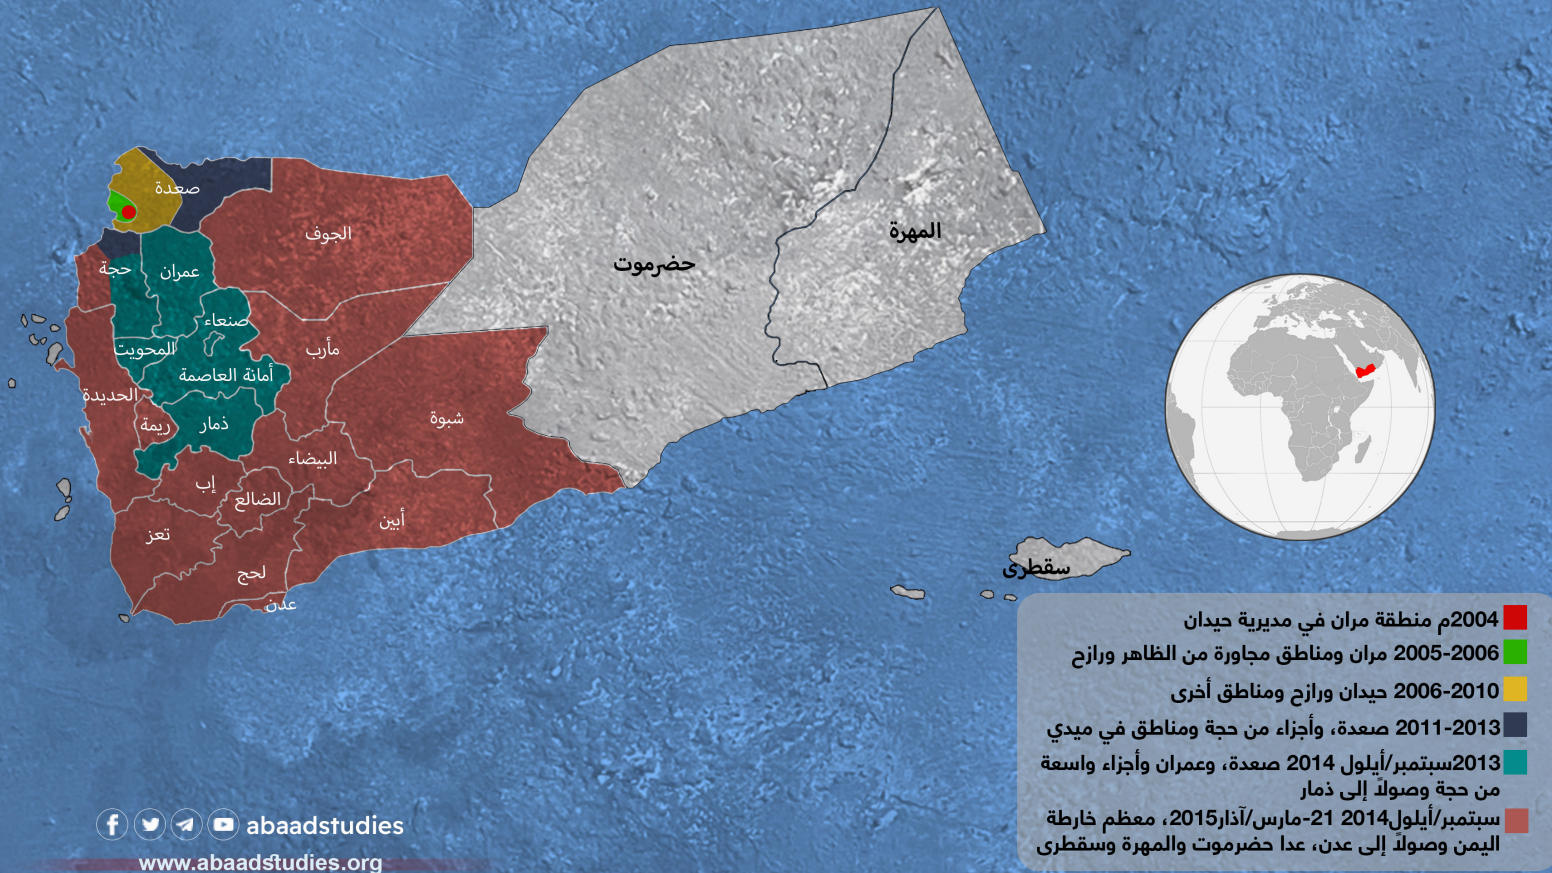 صعدة
الجوف
المهرة
حضرموت
حجة
عمران
صنعاء
المحويت
مأرب
أمانة العاصمة
الحديدة
ريمة
ذمار
شبوة
البيضاء
إب
الضالع
تعز
أبين
لحج
عدن
سقطرى
2004م منطقة مران في مديرية حيدان
2005-2006 مران ومناطق مجاورة من الظاهر ورازح
2006-2010 حيدان ورازح ومناطق أخرى
2011-2013 صعدة، وأجزاء من حجة ومناطق في ميدي
2013سبتمبر/أيلول 2014 صعدة، وعمران وأجزاء واسعة
من حجة وصولاً إلى ذمار
سبتمبر/أيلول2014 21-مارس/آذار2015، معظم خارطة
اليمن وصولاً إلى عدن، عدا حضرموت والمهرة وسقطرى
abaadstudies
www.abaadstudies.org